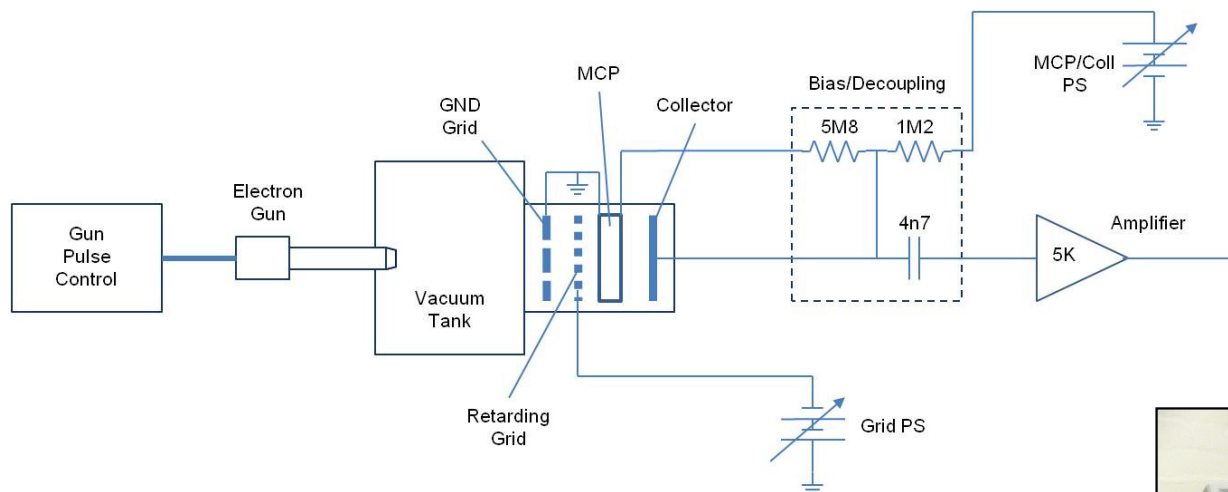 MCP/Coll
PS
MCP
Bias/Decoupling
GND
Grid
Collector
5M8
1M2
Electron
Gun
Gun
Pulse
Control
4n7
Amplifier
5K
Vacuum
Tank
Retarding
Grid
Grid PS